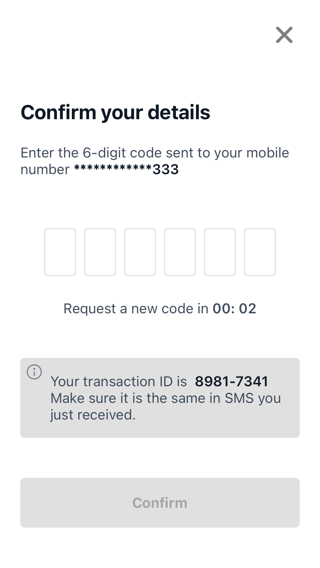 Confirm your details
Enter the 6-digit code sent to your mobile
number ************333
Request a new code in 00: 02
Your transaction ID is 8981-7341
Make sure it is the same in SMS you
just received.
Confirm